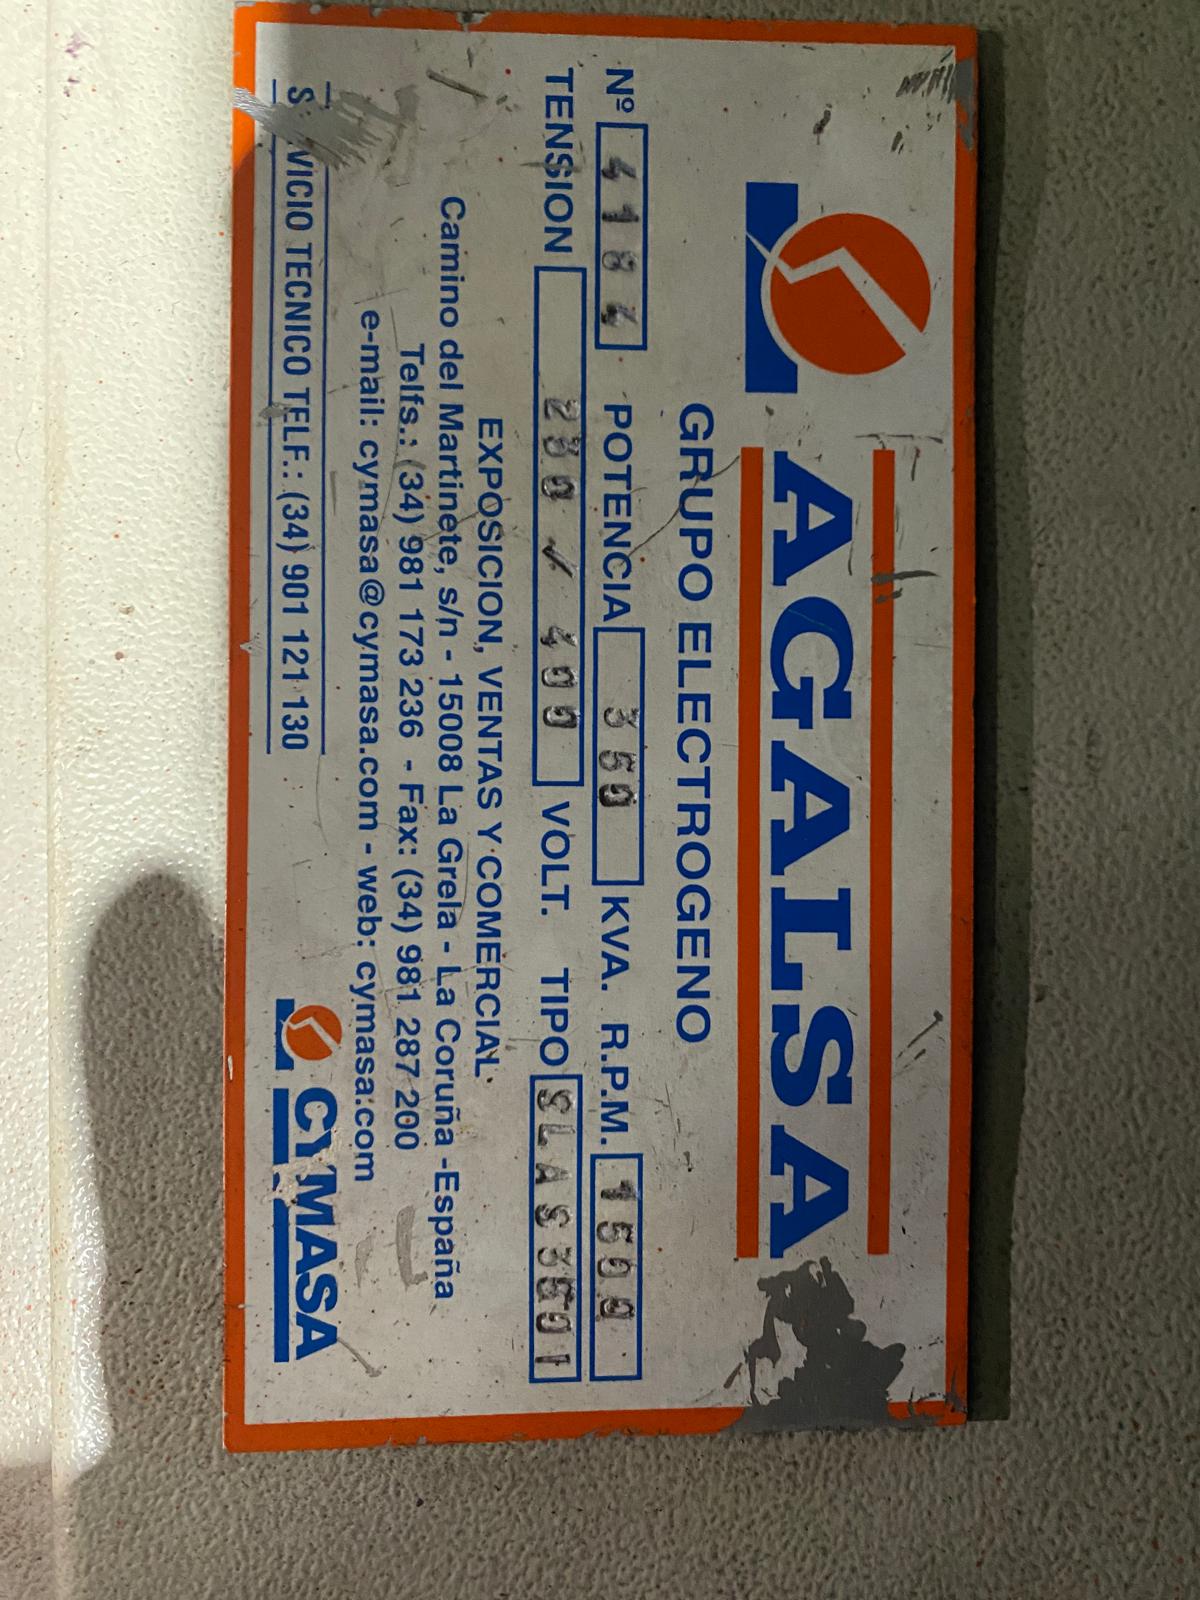 AGALSA
GRUPO ELECTROGENO
Nº 4184 POTENCIA 350 KVA. R.P.M. 1500
TENSION 230/400 VOLT. TIPO SLAS350I
EXPOSICION, VENTAS Y COMERCIAL
Camino del Martinete, s/n - 15008 La Grela - La Coruña -España
Telfs.: (34) 981 173 236 - Fax: (34) 981 287 200
e-mail: cymasa@cymasa.com - web: cymasa.com
SERVICIO TECNICO TELF.: (34) 901 121 130
CYMASA